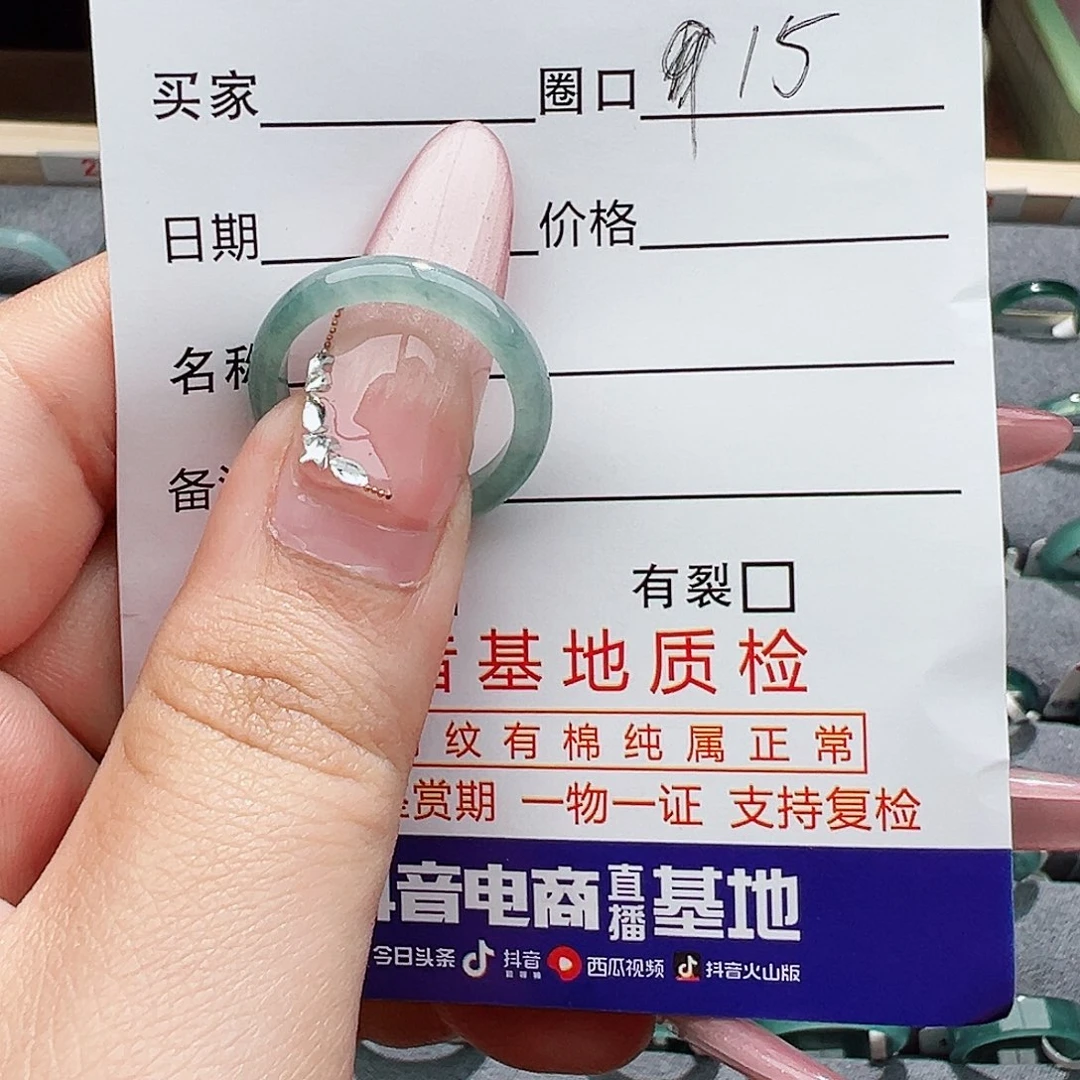 买家 圈口 15
日期 价格
名称
备
有裂
基地质检
纹有棉纯属正常
赏期 一物一证 支持复检
音电商直播基地
今日头条 抖音 西瓜视频 抖音火山版